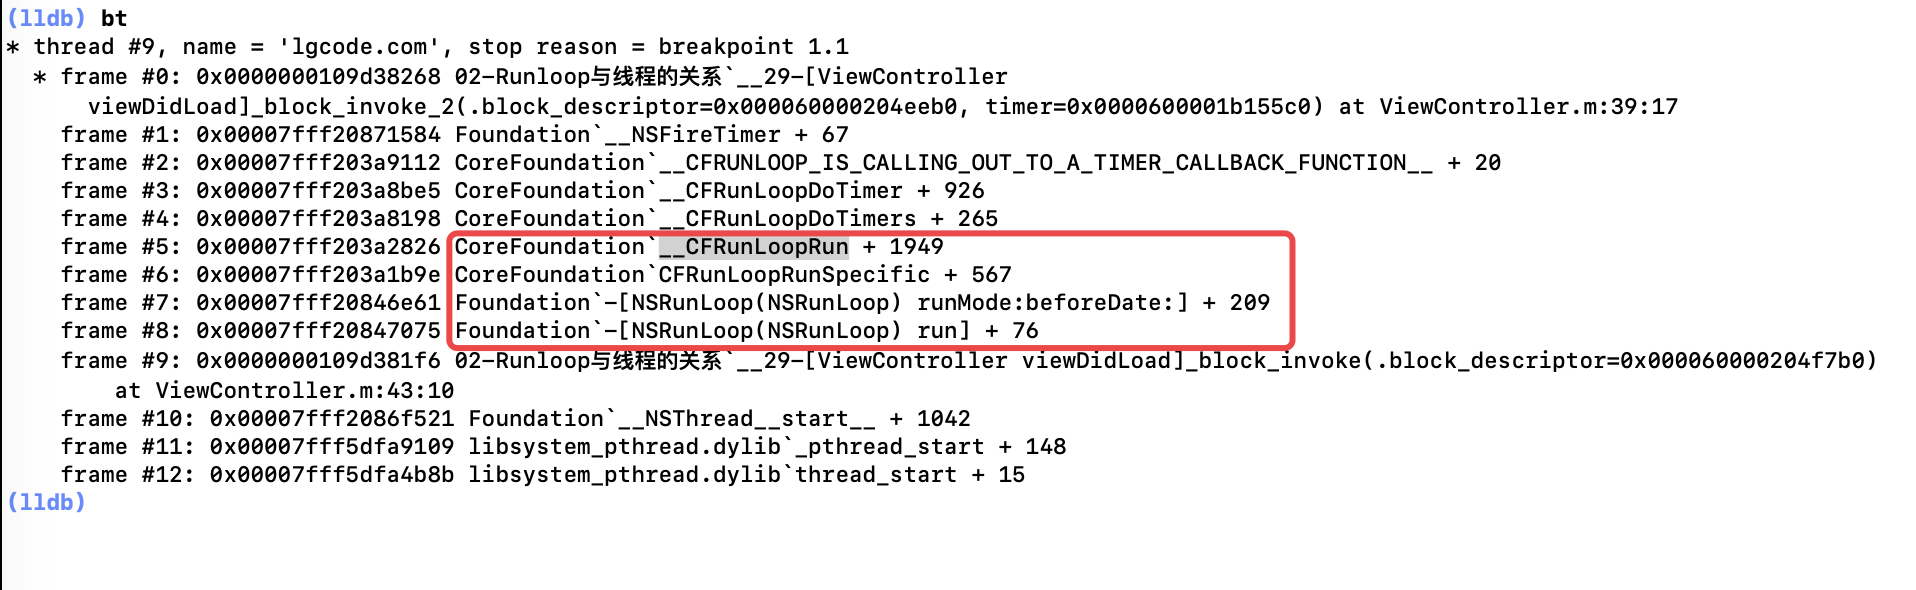 (lldb) bt
* thread #9, name = 'lgcode.com', stop reason = breakpoint 1.1
* frame #0: 0x0000000109d38268 02-Runloop与线程的关系`__29-[ViewController
viewDidLoad]_block_invoke_2(.block_descriptor=0x000060000204eeb0, timer=0x0000600001b155c0) at ViewController.m:39:17
frame #1: 0x00007fff20871584 Foundation`__NSFireTimer + 67
frame #2: 0x00007fff203a9112 CoreFoundation`__CFRUNLOOP_IS_CALLING_OUT_TO_A_TIMER_CALLBACK_FUNCTION__ + 20
frame #3: 0x00007fff203a8be5 CoreFoundation`__CFRunLoopDoTimer + 926
frame #4: 0x00007fff203a8198 CoreFoundation`__CFRunLoopDoTimers + 265
frame #5: 0x00007fff203a2826 CoreFoundation`__CFRunLoopRun + 1949
frame #6: 0x00007fff203a1b9e CoreFoundation`CFRunLoopRunSpecific + 567
frame #7: 0x00007fff20846e61 Foundation`-[NSRunLoop(NSRunLoop) runMode:beforeDate:] + 209
frame #8: 0x00007fff20847075 Foundation`-[NSRunLoop(NSRunLoop) run] + 76
frame #9: 0x0000000109d381f6 02-Runloop与线程的关系`__29-[ViewController viewDidLoad]_block_invoke(.block_descriptor=0x000060000204f7b0)
at ViewController.m:43:10
frame #10: 0x00007fff2086f521 Foundation`__NSThread__start__ + 1042
frame #11: 0x00007fff5dfa9109 libsystem_pthread.dylib`_pthread_start + 148
frame #12: 0x00007fff5dfa4b8b libsystem_pthread.dylib`thread_start + 15
(lldb)